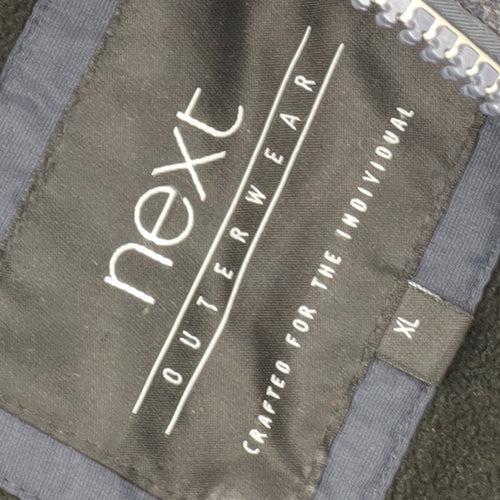 next
OUTERWEAR
CRAFTED FOR THE INDIVIDUAL
XL